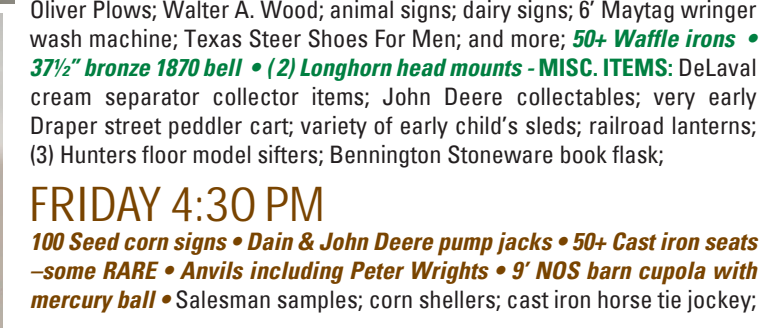 Oliver Plows; Walter A. Wood; animal signs; dairy signs; 6’ Maytag wringer
wash machine; Texas Steer Shoes For Men; and more; 50+ Waffle irons •
37½” bronze 1870 bell • (2) Longhorn head mounts - MISC. ITEMS: DeLaval
cream separator collector items; John Deere collectables; very early
Draper street peddler cart; variety of early child’s sleds; railroad lanterns;
(3) Hunters floor model sifters; Bennington Stoneware book flask;
FRIDAY 4:30 PM
100 Seed corn signs • Dain & John Deere pump jacks • 50+ Cast iron seats
–some RARE • Anvils including Peter Wrights • 9’ NOS barn cupola with
mercury ball • Salesman samples; corn shellers; cast iron horse tie jockey;